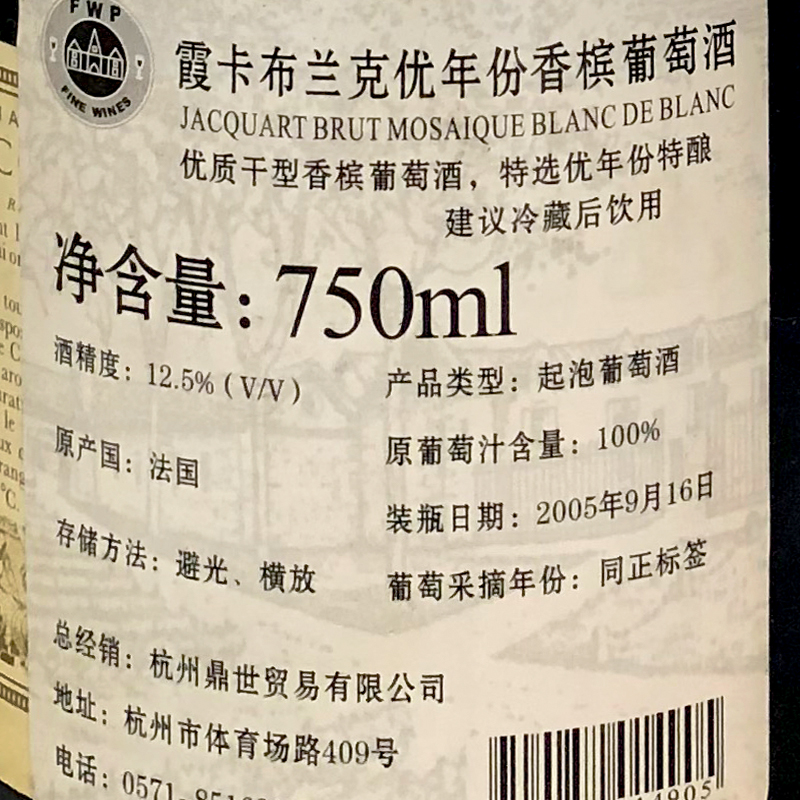 FWP
FINE WINES
霞卡布兰克优年份香槟葡萄酒
JACQUART BRUT MOSAIQUE BLANC DE BLANC
优质干型香槟葡萄酒，特选优年份特酿
建议冷藏后饮用
净含量：750ml
酒精度：12.5%（V/V）
产品类型：起泡葡萄酒
原产国：法国
原葡萄汁含量：100%
装瓶日期：2005年9月16日
存储方法：避光、横放
葡萄采摘年份：同正标签
总经销：杭州鼎世贸易有限公司
地址：杭州市体育场路409号
电话：0571